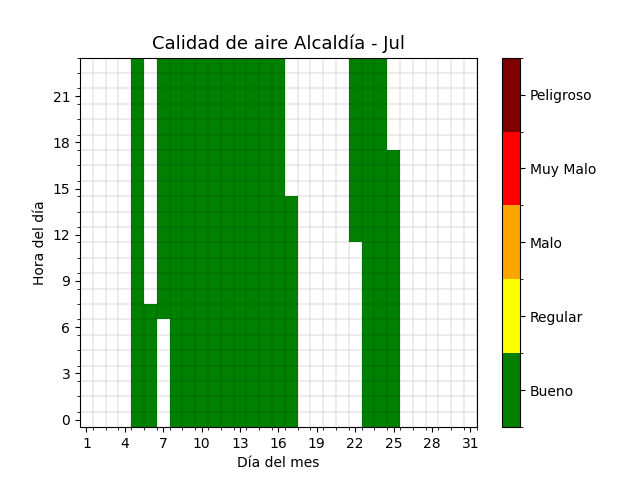 Calidad de aire Alcaldía - Jul
Hora del día
21
18
15
12
9
6
3
0
1 4 7 10 13 16 19 22 25 28 31
Día del mes
Peligroso
Muy Malo
Malo
Regular
Bueno